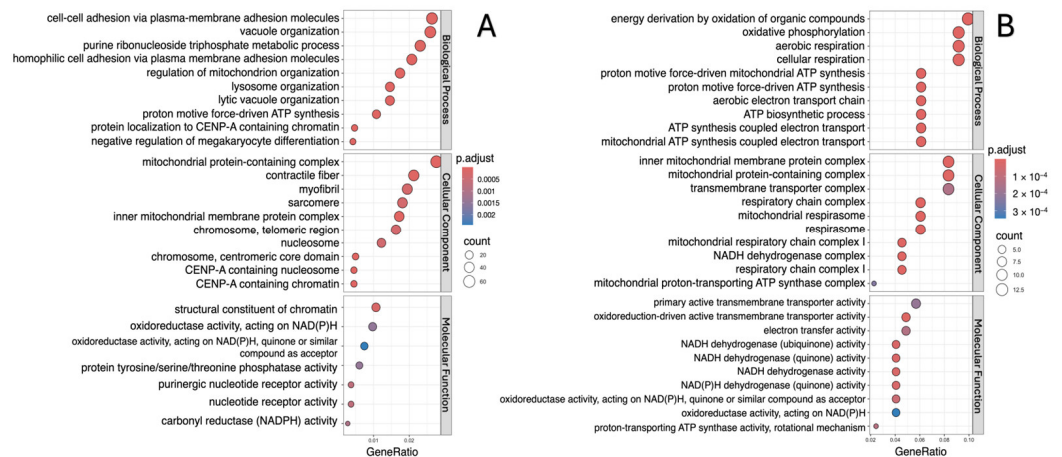 A
cell-cell adhesion via plasma-membrane adhesion molecules
vacuole organization
purine ribonucleoside triphosphate metabolic process
homophilic cell adhesion via plasma membrane adhesion molecules
regulation of mitochondrion organization
lysosome organization
lytic vacuole organization
proton motive force-driven ATP synthesis
protein localization to CENP-A containing chromatin
negative regulation of megakaryocyte differentiation
Biological Process
mitochondrial protein-containing complex
contractile fiber
myofibril
sarcomere
inner mitochondrial membrane protein complex
chromosome, telomeric region
nucleosome
chromosome, centromeric core domain
CENP-A containing nucleosome
CENP-A containing chromatin
Cellular Component
structural constituent of chromatin
oxidoreductase activity, acting on NAD(P)H
oxidoreductase activity, acting on NAD(P)H, quinone or similar
compound as acceptor
protein tyrosine/serine/threonine phosphatase activity
purinergic nucleotide receptor activity
nucleotide receptor activity
carbonyl reductase (NADPH) activity
Molecular Function
0.01 0.02
GeneRatio
p.adjust
0.0005
0.001
0.0015
0.002
count
20
40
60
B
energy derivation by oxidation of organic compounds
oxidative phosphorylation
aerobic respiration
cellular respiration
proton motive force-driven mitochondrial ATP synthesis
proton motive force-driven ATP synthesis
aerobic electron transport chain
ATP biosynthetic process
ATP synthesis coupled electron transport
mitochondrial ATP synthesis coupled electron transport
Biological Process
inner mitochondrial membrane protein complex
mitochondrial protein-containing complex
transmembrane transporter complex
respiratory chain complex
mitochondrial respirasome
respirasome
mitochondrial respiratory chain complex I
NADH dehydrogenase complex
respiratory chain complex I
mitochondrial proton-transporting ATP synthase complex
Cellular Component
primary active transmembrane transporter activity
oxidoreduction-driven active transmembrane transporter activity
electron transfer activity
NADH dehydrogenase (ubiquinone) activity
NADH dehydrogenase (quinone) activity
NADH dehydrogenase activity
NAD(P)H dehydrogenase (quinone) activity
oxidoreductase activity, acting on NAD(P)H, quinone or similar compound as acceptor
oxidoreductase activity, acting on NAD(P)H
proton-transporting ATP synthase activity, rotational mechanism
Molecular Function
0.02 0.04 0.06 0.08 0.10
GeneRatio
p.adjust
1 × 10⁻⁴
2 × 10⁻⁴
3 × 10⁻⁴
count
5.0
7.5
10.0
12.5